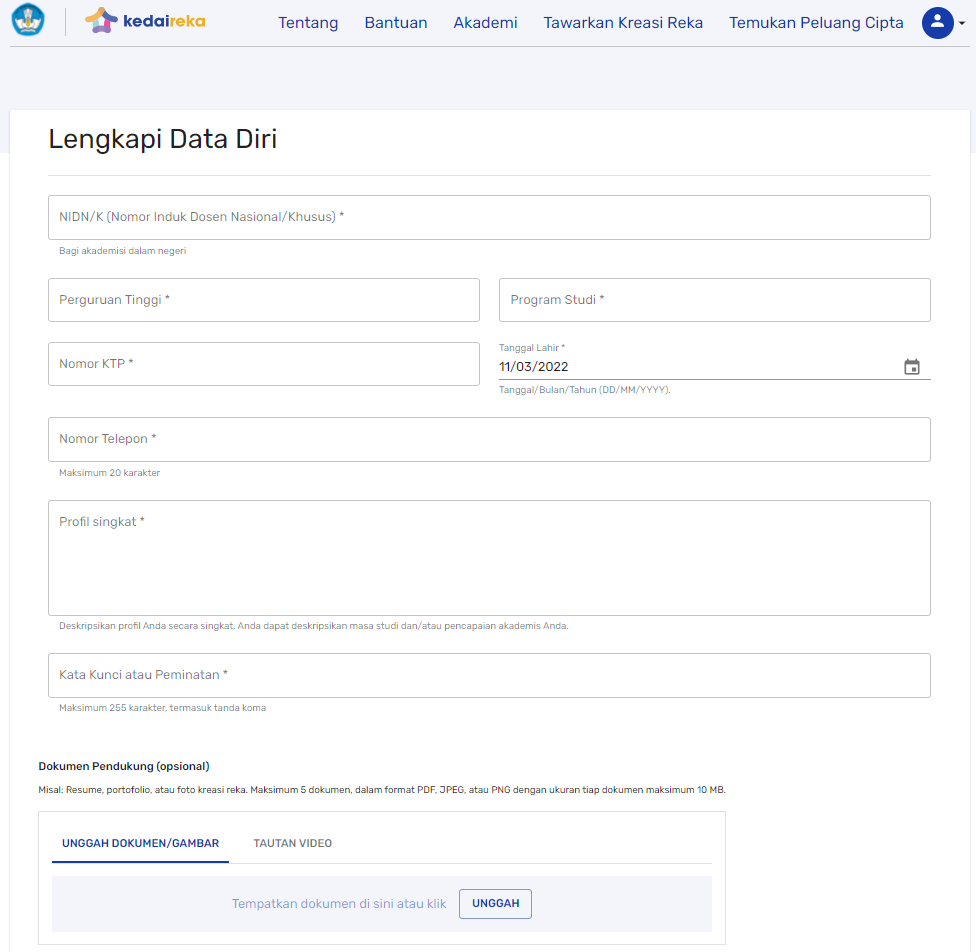 kedaireka
Tentang Bantuan Akademi Tawarkan Kreasi Reka Temukan Peluang Cipta
Lengkapi Data Diri
NIDN/K (Nomor Induk Dosen Nasional/Khusus) *
Bagi akademisi dalam negeri
Perguruan Tinggi * Program Studi *
Tanggal Lahir *
Nomor KTP * 11/03/2022
Tanggal/Bulan/Tahun (DD/MM/YYYY).
Nomor Telepon *
Maksimum 20 karakter
Profil singkat *
Deskripsikan profil Anda secara singkat. Anda dapat deskripsikan masa studi dan/atau pencapaian akademis Anda.
Kata Kunci atau Peminatan *
Maksimum 255 karakter, termasuk tanda koma
Dokumen Pendukung (opsional)
Misal: Resume, portofolio, atau foto kreasi reka. Maksimum 5 dokumen, dalam format PDF, JPEG, atau PNG dengan ukuran tiap dokumen maksimum 10 MB.
UNGGAH DOKUMEN/GAMBAR TAUTAN VIDEO
Tempatkan dokumen di sini atau klik UNGGAH